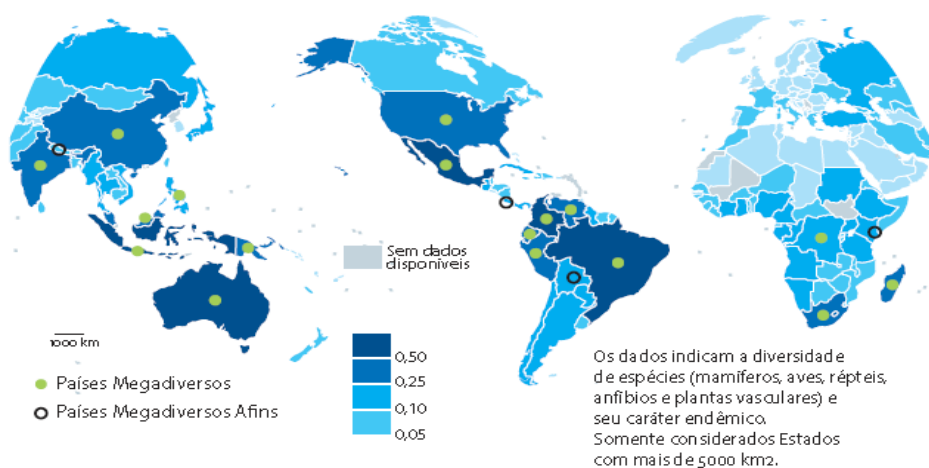 Sem dados
disponíveis
1000 km
Países Megadiversos
Países Megadiversos Afins
0,50
0,25
0,10
0,05
Os dados indicam a diversidade
de espécies (mamíferos, aves, répteis,
anfíbios e plantas vasculares) e
seu caráter endêmico.
Somente considerados Estados
com mais de 5000 km2.